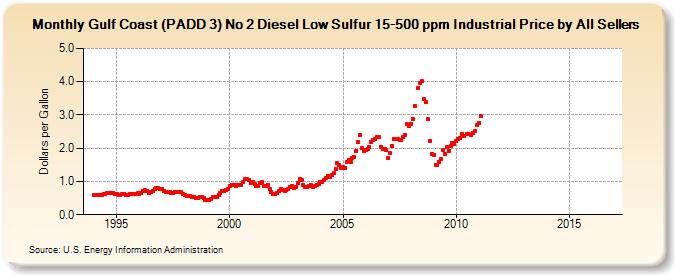 Monthly Gulf Coast (PADD 3) No 2 Diesel Low Sulfur 15-500 ppm Industrial Price by All Sellers
Dollars per Gallon
5.0
4.0
3.0
2.0
1.0
0.0
1995 2000 2005 2010 2015
Source: U.S. Energy Information Administration